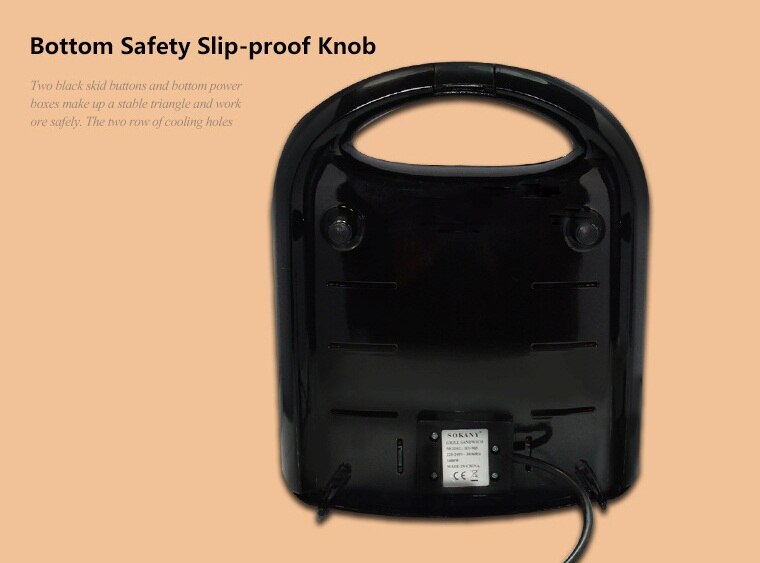 Bottom Safety Slip-proof Knob
Two black skid buttons and bottom power
boxes make up a stable triangle and work
ore safely. The two row of cooling holes
SOKANY
GRILL SANDWICH
MADE IN CHINA
CE